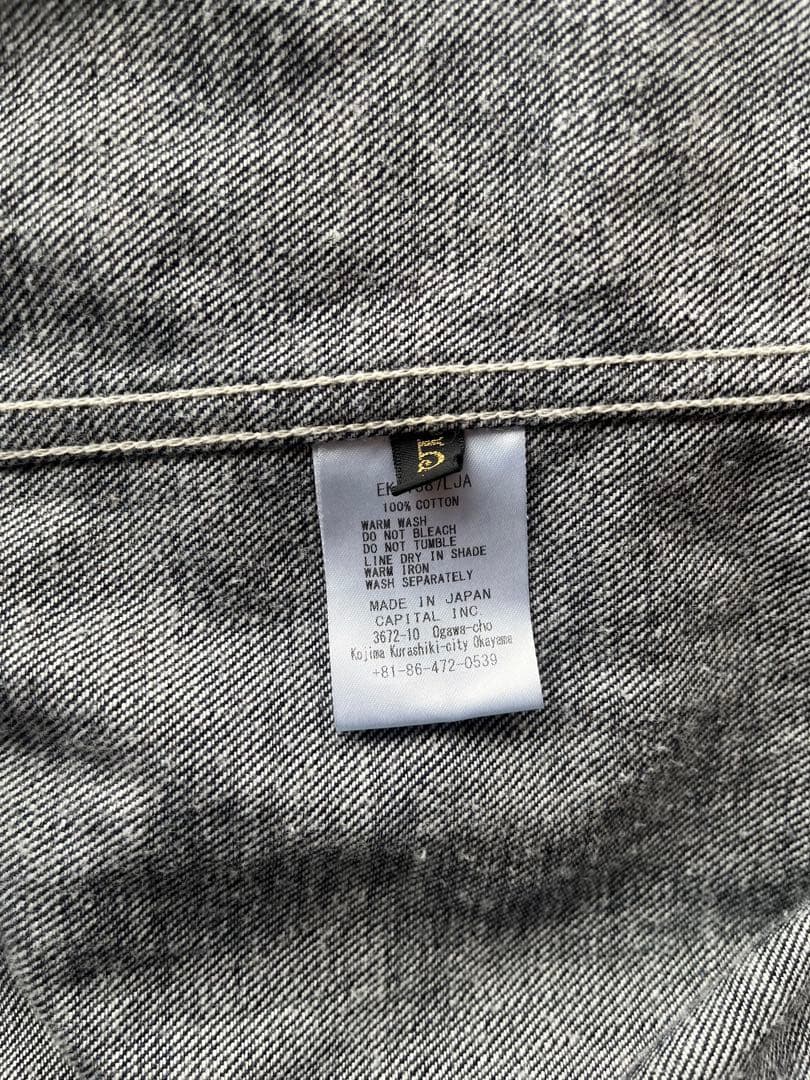 5
100% COTTON
WARM WASH
DO NOT BLEACH
DO NOT TUMBLE
LINE DRY IN SHADE
WARM IRON
WASH SEPARATELY
MADE IN JAPAN
CAPITAL INC.
3672-10 Ogawa-cho
Kojima Kurashiki-city Okayama
+81-86-472-0539